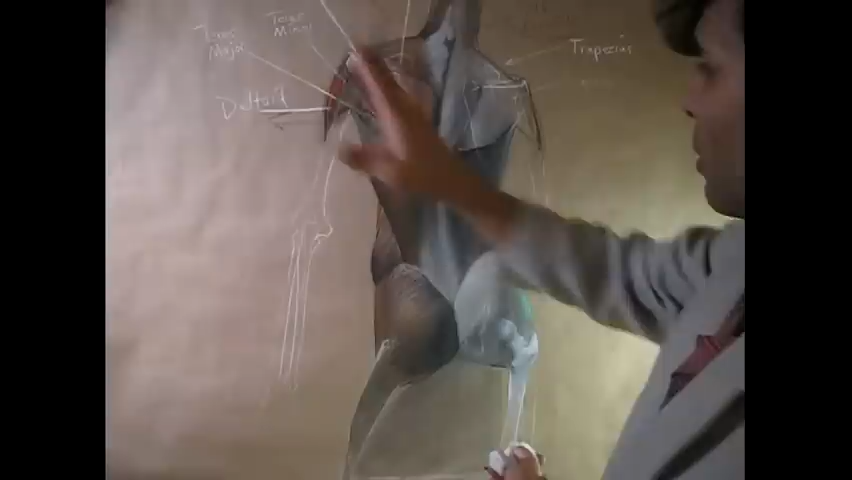 Teres
Major
Teres
Minor
Deltoid
Trapezius